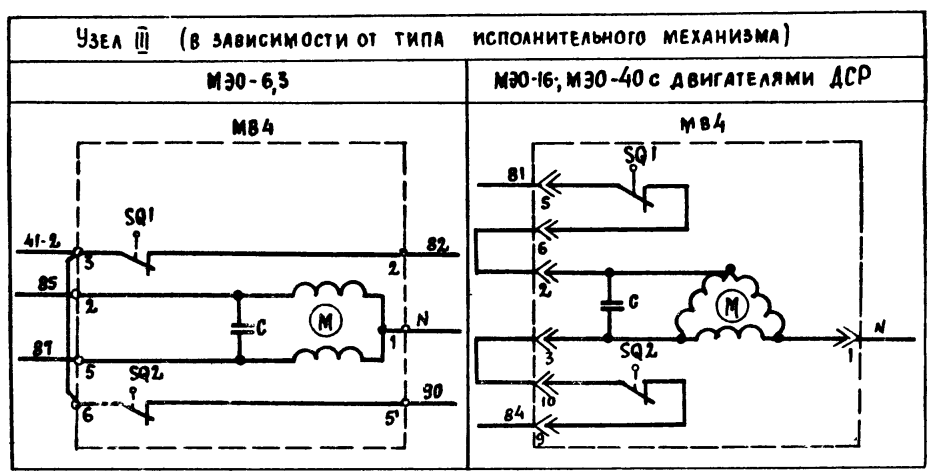 Узел III (в зависимости от типа исполнительного механизма)
МЭО-6,3
МЭО-16; МЭО-40 с двигателями ДСР
МВ4
SQ1
41-2
3
2
82
85
2
C
M
N
1
87
5
SQ2
6
5'
90
МВ4
SQ1
81
5
6
2
C
M
N
3
1
SQ2
10
84
9